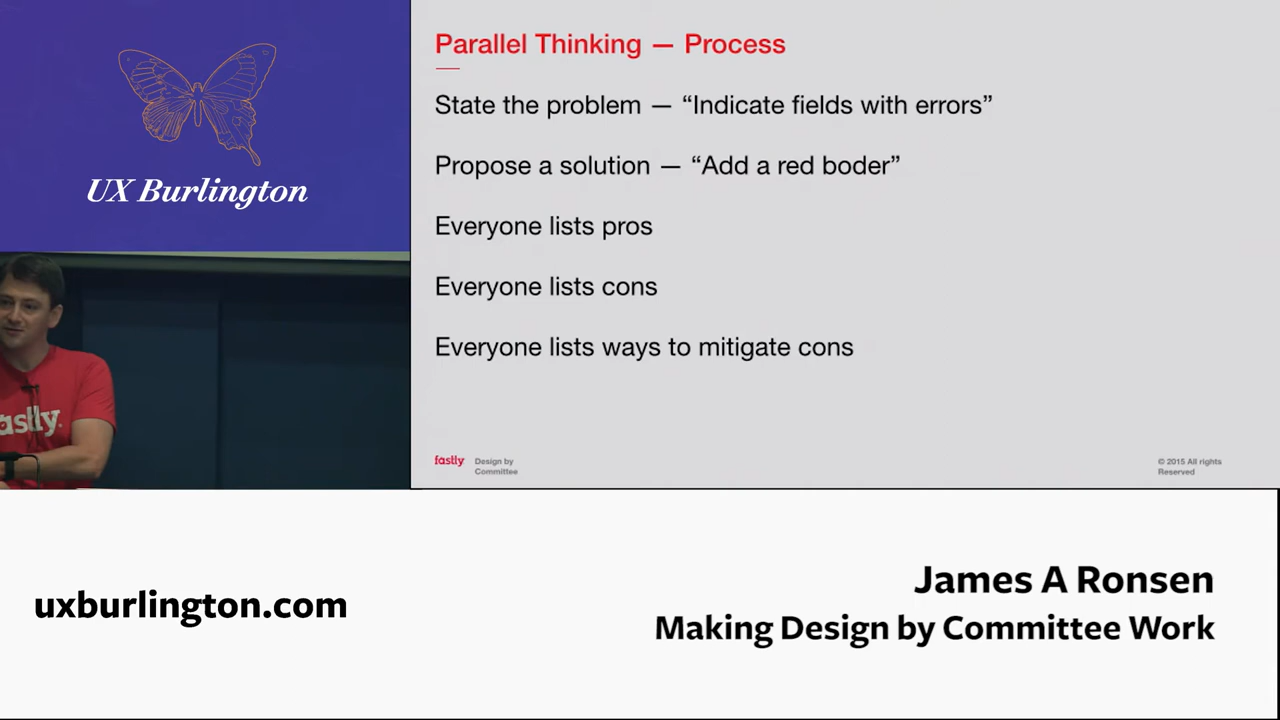 UX Burlington
Parallel Thinking — Process
State the problem — “Indicate fields with errors”
Propose a solution — “Add a red boder”
Everyone lists pros
Everyone lists cons
Everyone lists ways to mitigate cons
fastly
Design by
Committee
© 2015 All rights
Reserved
astly.
uxburlington.com
James A Ronsen
Making Design by Committee Work